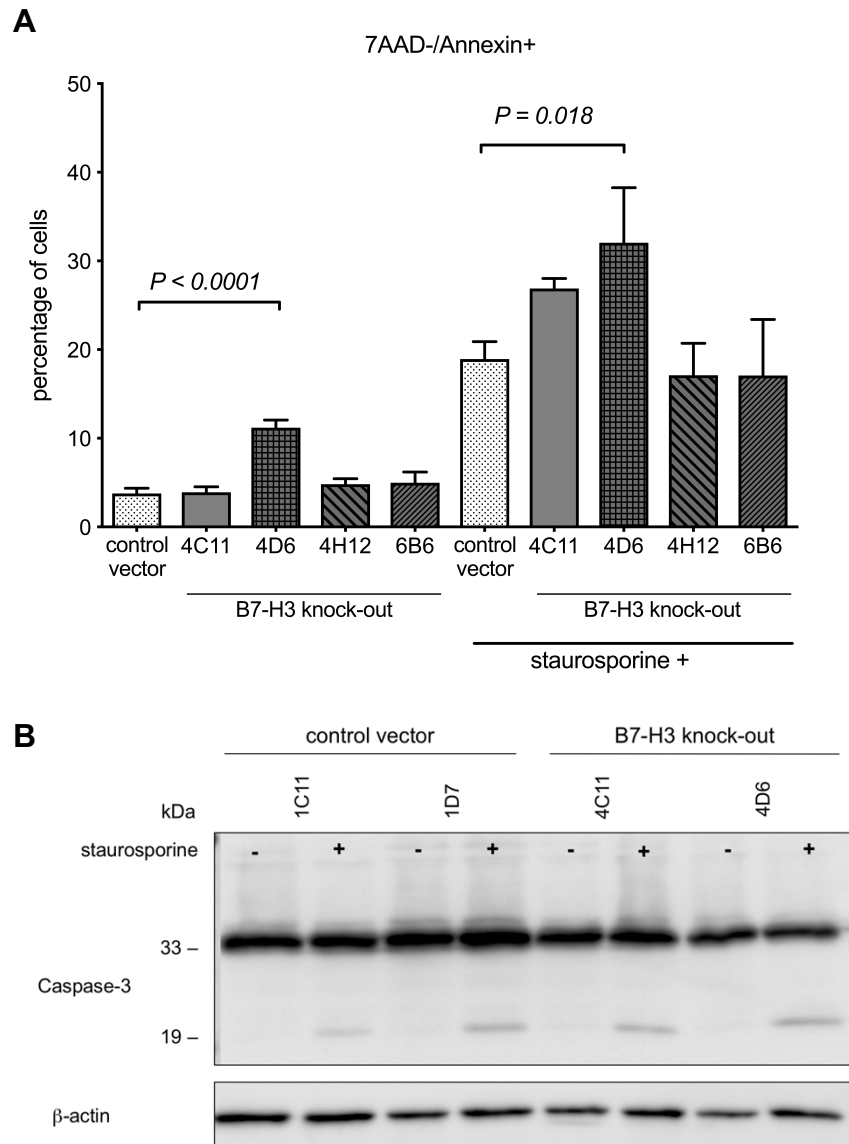 A
7AAD-/Annexin+
percentage of cells
50
40
30
20
10
0
P < 0.0001
P = 0.018
control vector 4C11 4D6 4H12 6B6 control vector 4C11 4D6 4H12 6B6
B7-H3 knock-out B7-H3 knock-out
staurosporine +
B
control vector B7-H3 knock-out
kDa 1C11 1D7 4C11 4D6
staurosporine - + - + - + - +
33 –
Caspase-3
19 –
β-actin